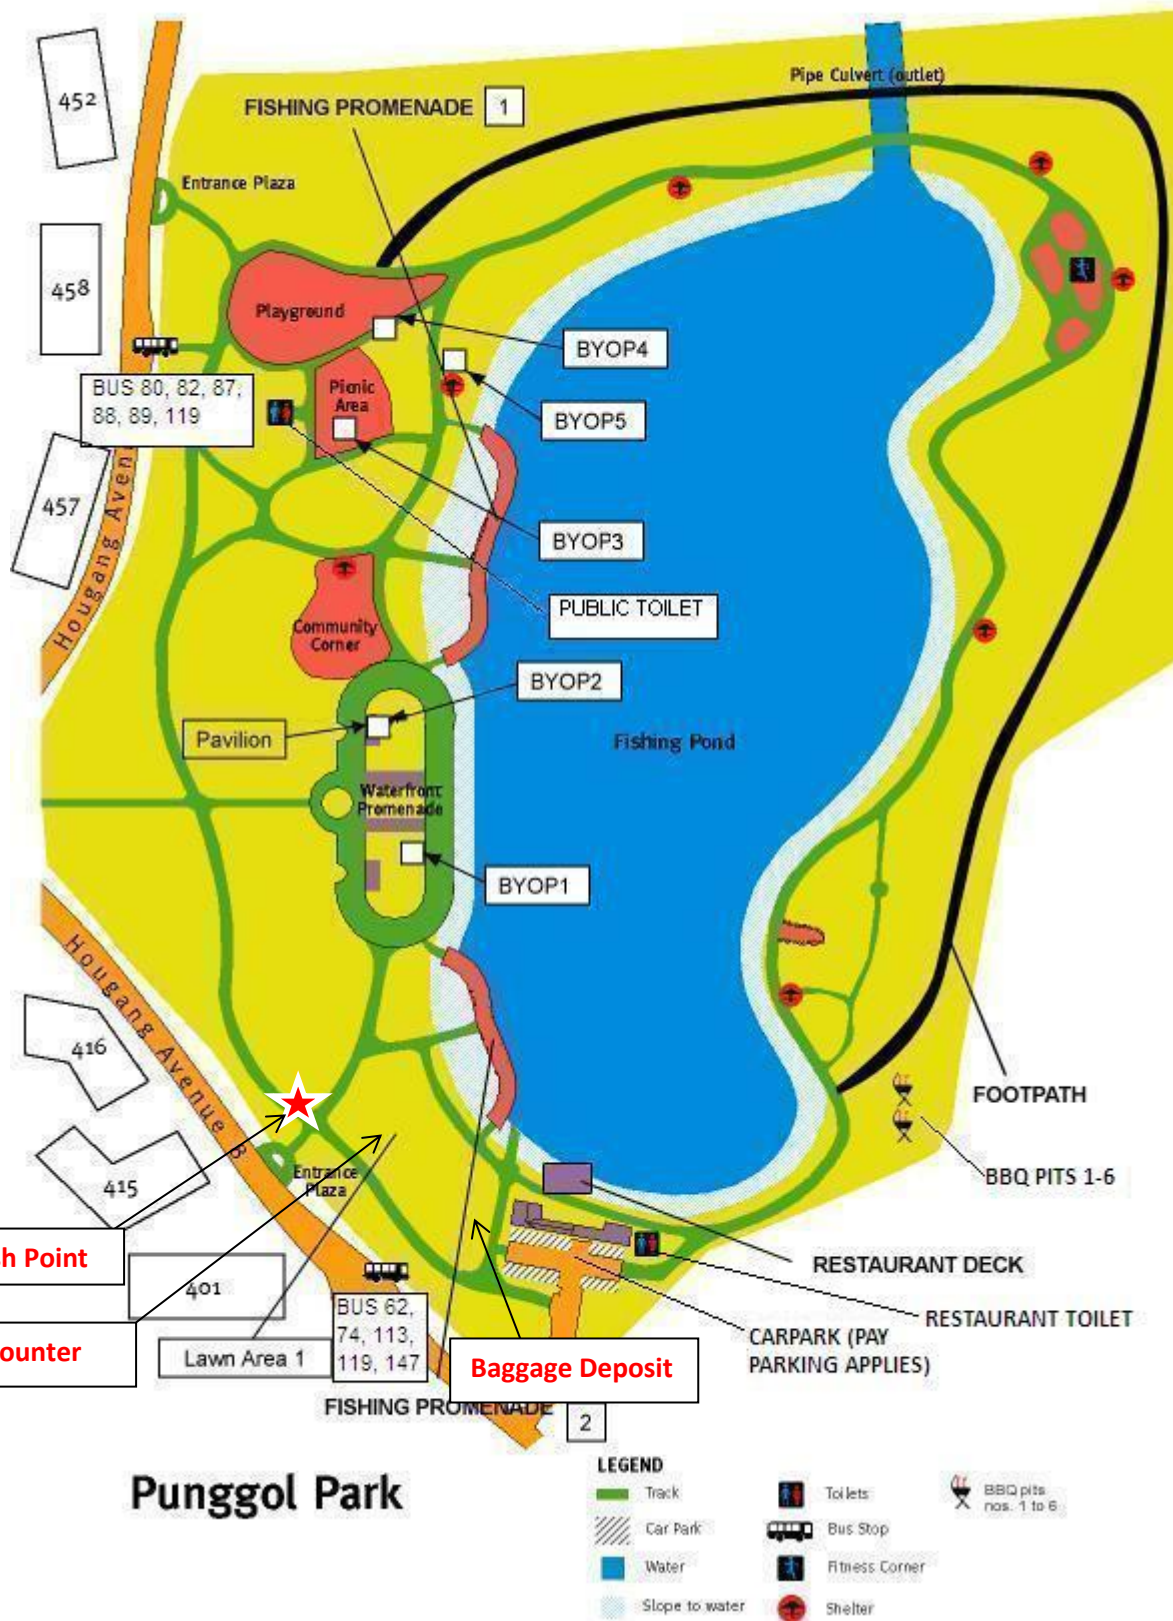 Pipe Culvert (outlet)
452
FISHING PROMENADE 1
Entrance Plaza
458
Playground
BYOP4
BUS 80, 82, 87,
88, 89, 119
Picnic
Area
BYOP5
457
BYOP3
Hougang Aven
PUBLIC TOILET
Community
Corner
BYOP2
Pavilion
Fishing Pond
Waterfront
Promenade
BYOP1
Hougang Avenue 8
416
FOOTPATH
415
Entrance
Plaza
BBQ PITS 1-6
h Point
RESTAURANT DECK
401
BUS 62,
74, 113,
119, 147
RESTAURANT TOILET
CARPARK (PAY
PARKING APPLIES)
ounter
Lawn Area 1
Baggage Deposit
FISHING PROMENADE 2
Punggol Park
LEGEND
Track
Toilets
BBQ pits
nos. 1 to 6
Car Park
Bus Stop
Water
Fitness Corner
Slope to water
Shelter